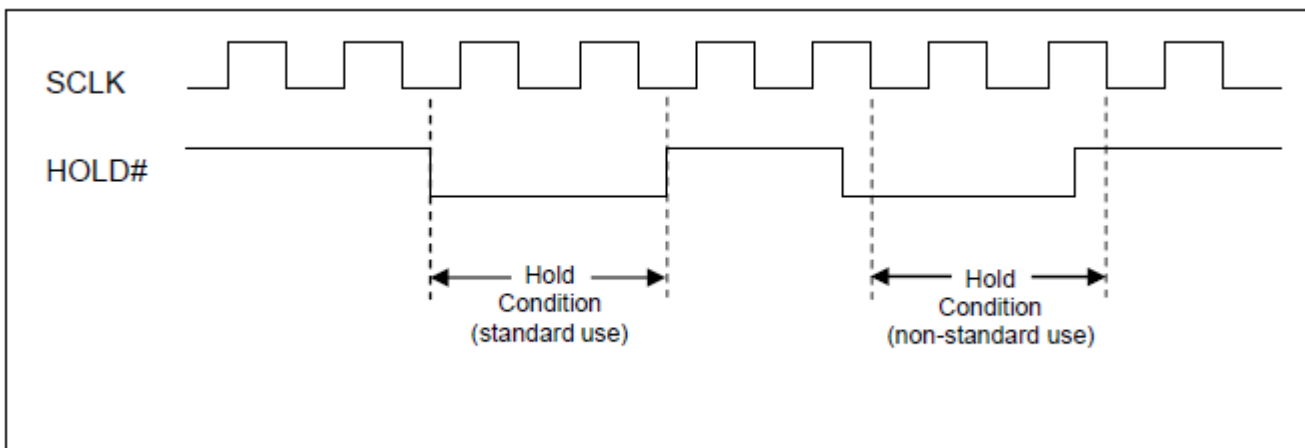 SCLK
HOLD#
Hold
Condition
(standard use)
Hold
Condition
(non-standard use)